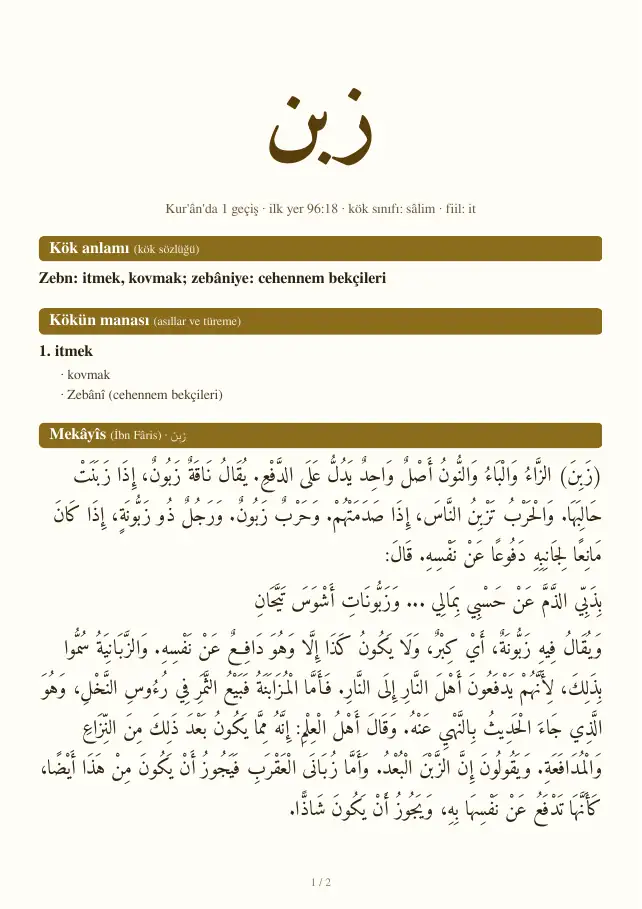 زبن
Kur'ân'da 1 geçiş · ilk yer 96:18 · kök sınıfı: sâlim · fiil: it
Kök anlamı (kök sözlüğü)
Zebn: itmek, kovmak; zebâniye: cehennem bekçileri
Kökün manası (asıllar ve türeme)
1. itmek
· kovmak
· Zebânî (cehennem bekçileri)
Mekâyîs (İbn Fâris) · زبن
(زَبَنَ) الزَّاءُ وَالْبَاءُ وَالنُّونُ أَصْلٌ وَاحِدٌ يَدُلُّ عَلَى الدَّفْعِ. يُقَالُ نَاقَةٌ زَبُونٌ، إِذَا زَبَنَتْ
حَالِبَهَا. وَالْحَرْبُ تَزْبِنُ النَّاسَ، إِذَا صَدَمَتْهُمْ. وَحَرْبٌ زَبُونٌ. وَرَجُلٌ ذُو زَبُّونَةٍ، إِذَا كَانَ
مَانِعًا لِجَانِبِهِ دَفُوعًا عَنْ نَفْسِهِ. قَالَ:
بِذَبِّي الذَّمَّ عَنْ حَسْبِي بِمَالِي ... وَزَبُّونَاتِ أَشْوَسَ تَيَّحَانِ
وَيُقَالُ فِيهِ زَبُّونَةٌ، أَيْ كِبْرٌ، وَلَا يَكُونُ كَذَا إِلَّا وَهُوَ دَافِعٌ عَنْ نَفْسِهِ. وَالزَّبَانِيَةُ سُمُّوا
بِذَلِكَ، لِأَنَّهُمْ يَدْفَعُونَ أَهْلَ النَّارِ إِلَى النَّارِ. فَأَمَّا الْمُزَابَنَةُ فَبَيْعُ الثَّمَرِ فِي رُءُوسِ النَّخْلِ، وَهُوَ
الَّذِي جَاءَ الْحَدِيثُ بِالنَّهْيِ عَنْهُ. وَقَالَ أَهْلُ الْعِلْمِ: إِنَّهُ مِمَّا يَكُونُ بَعْدَ ذَلِكَ مِنَ النِّزَاعِ
وَالْمُدَافَعَةِ. وَيَقُولُونَ إِنَّ الزَّبْنَ الْبُعْدُ. وَأَمَّا زُبَانَى الْعَقْرَبِ فَيَجُوزُ أَنْ يَكُونَ مِنْ هَذَا أَيْضًا،
كَأَنَّهَا تَدْفَعُ عَنْ نَفْسِهَا بِهِ، وَيَجُوزُ أَنْ يَكُونَ شَاذًّا.
1 / 2